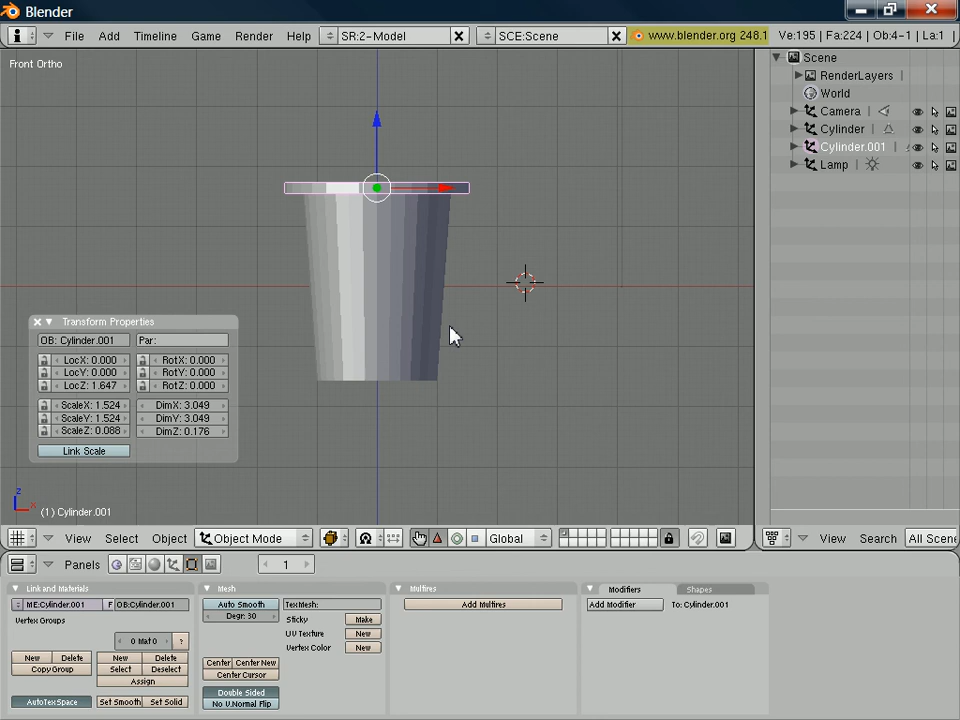 Blender
File Add Timeline Game Render Help SR:2-Model SCE:Scene www.blender.org 248.1 Ve:195 | Fa:224 | Ob:4-1 | La:1
Front Ortho
Scene
RenderLayers
World
Camera
Cylinder
Cylinder.001
Lamp
Transform Properties
OB: Cylinder.001 Par:
LocX: 0.000 RotX: 0.000
LocY: 0.000 RotY: 0.000
LocZ: 1.647 RotZ: 0.000
ScaleX: 1.524 DimX: 3.049
ScaleY: 1.524 DimY: 3.049
ScaleZ: 0.088 DimZ: 0.176
Link Scale
z
x
(1) Cylinder.001
View Select Object Object Mode Global View Search All Scene
Panels 1
Link and Materials Mesh Multires Modifiers Shapes
ME:Cylinder.001 F OB:Cylinder.001 Auto Smooth TexMesh: Add Multires Add Modifier To: Cylinder.001
Vertex Groups Degr: 30 Sticky Make
0 Mat 0 ? UV Texture New
New Delete New Delete Center Center New Vertex Color New
Copy Group Select Deselect Center Cursor
Assign
Double Sided
AutoTexSpace Set Smooth Set Solid No V.Normal Flip